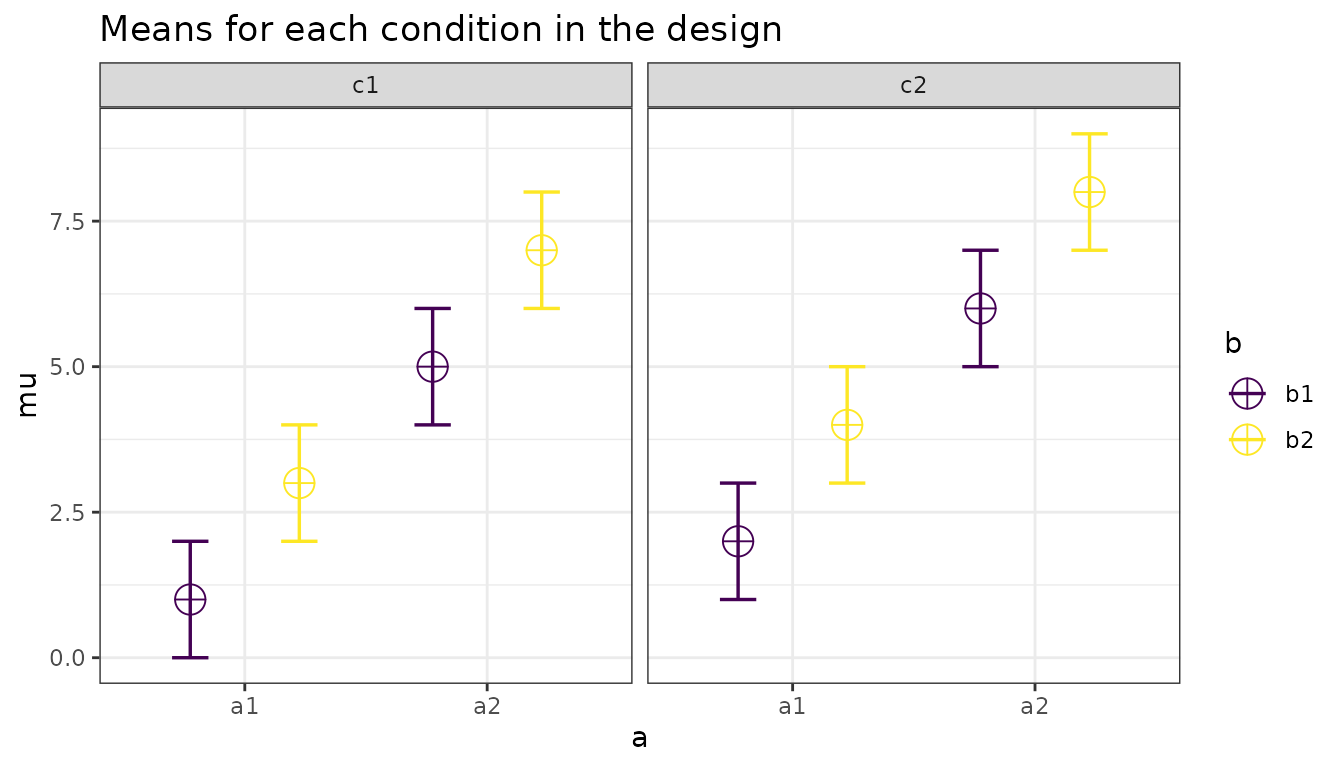 Means for each condition in the design
c1
c2
mu
7.5
5.0
2.5
0.0
a1
a2
a1
a2
a
b
b1
b2